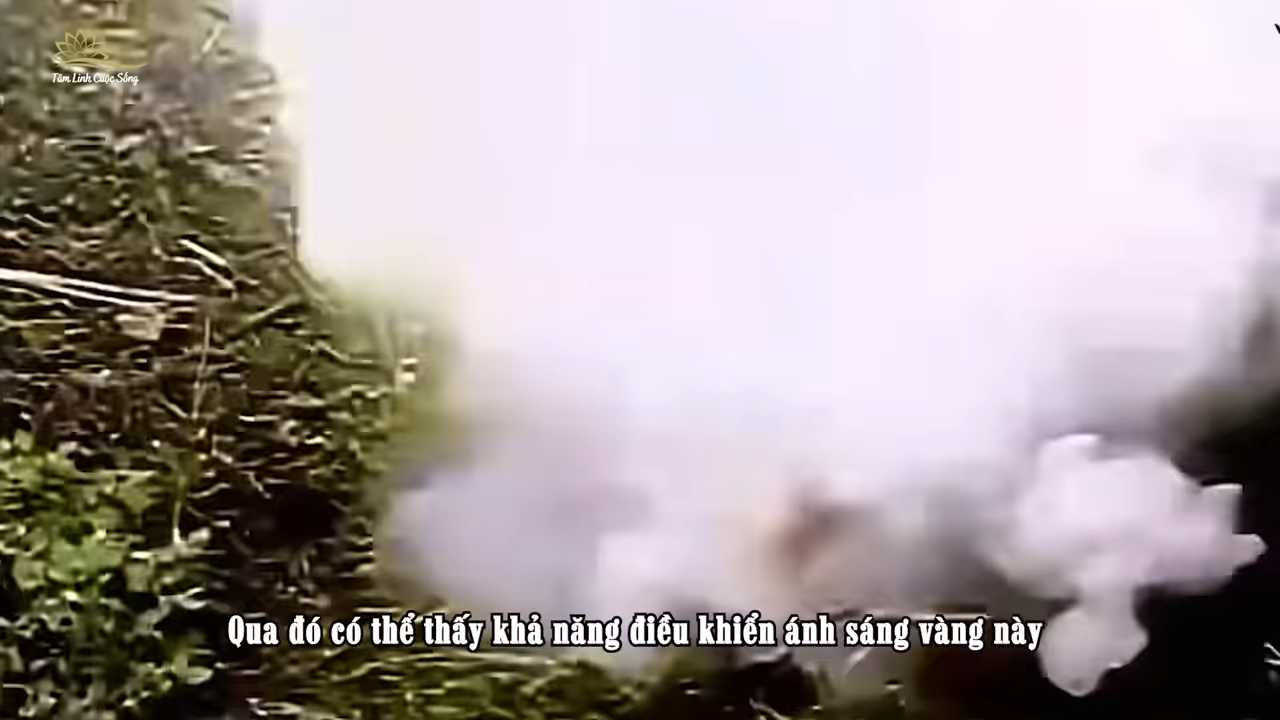 Tâm Linh Cuộc Sống
Qua đó có thể thấy khả năng điều khiển ánh sáng vàng này